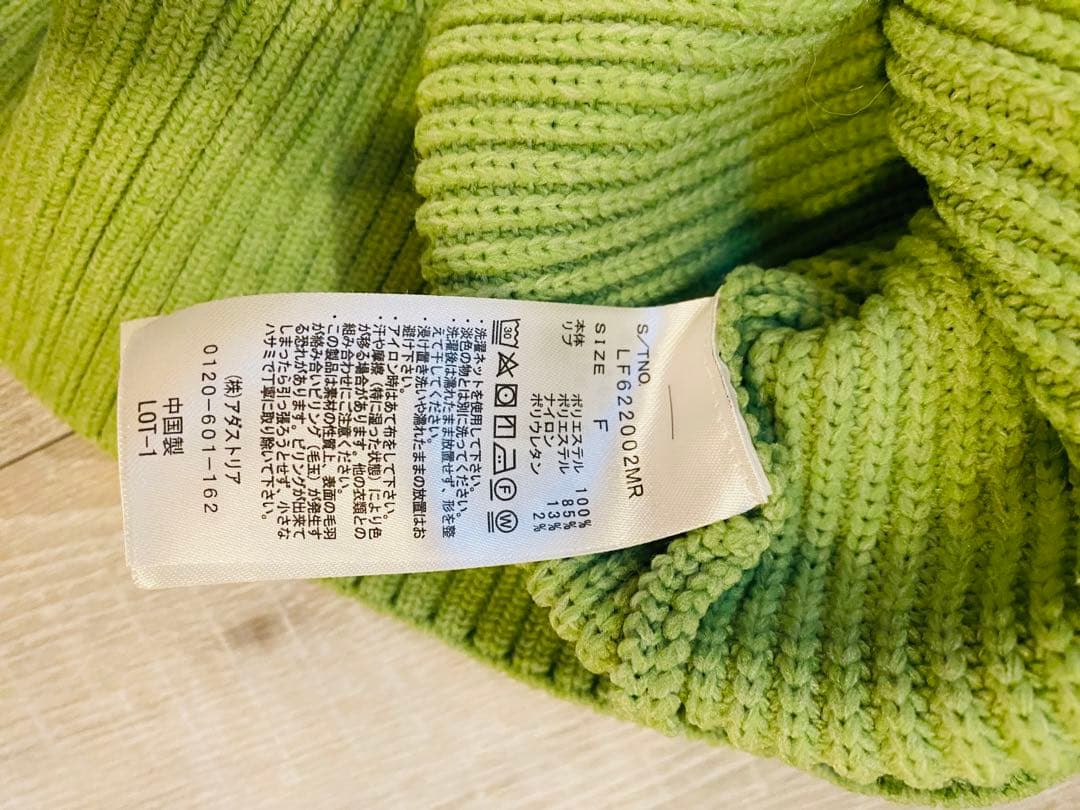 S/TNO.
LF622002MR
SIZE F
本体 ポリエステル 100%
リブ ポリエステル 85%
ナイロン 13%
ポリウレタン 2%
30
F
W
・洗濯ネットを使用して下さい。
・淡色の物とは別に洗ってください。
・洗濯後は濡れたまま放置せず、形を整
えて干してください。
・浸け置き洗いや濡れたままの放置はお
避け下さい。
・アイロン時はあて布をして下さい。
・汗や摩擦（特に湿った状態）により色
が移る場合があります。他の衣類との
組み合わせにご注意ください。
・この製品は素材の性質上、表面の毛羽
が絡み合いピリング（毛玉）が発生す
る恐れがあります。ピリングが出来て
しまったら引っ張ろうとせず、小さな
ハサミで丁寧に取り除いて下さい。
（株）アダストリア
0120-601-162
中国製
LOT-1